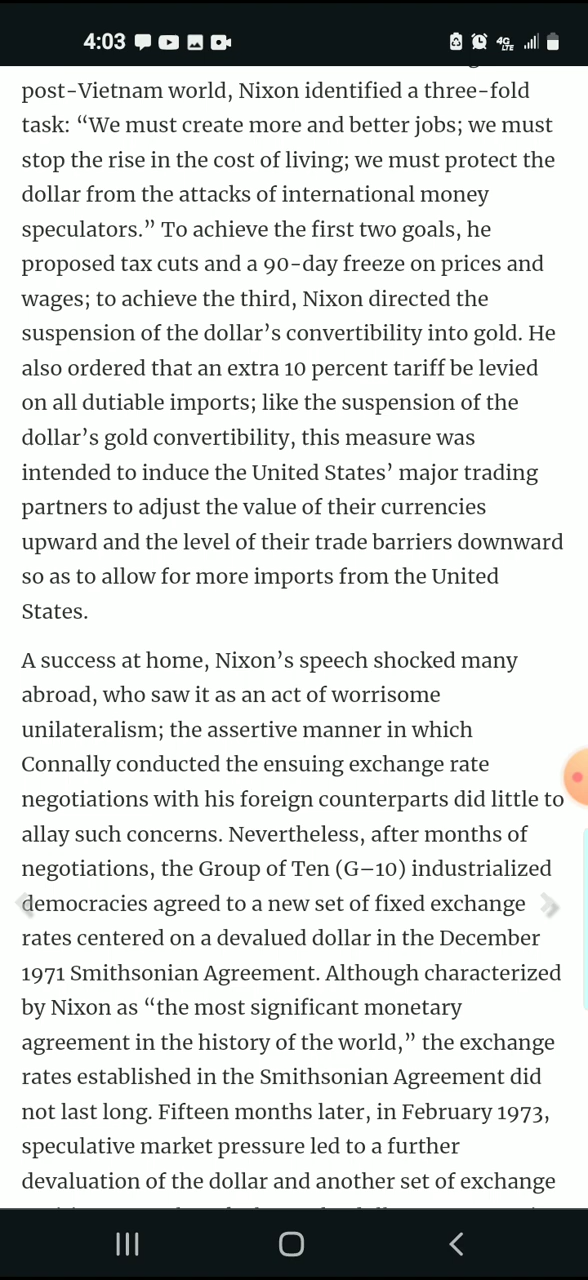 4:03
4G
LTE
post-Vietnam world, Nixon identified a three-fold
task: “We must create more and better jobs; we must
stop the rise in the cost of living; we must protect the
dollar from the attacks of international money
speculators.” To achieve the first two goals, he
proposed tax cuts and a 90-day freeze on prices and
wages; to achieve the third, Nixon directed the
suspension of the dollar’s convertibility into gold. He
also ordered that an extra 10 percent tariff be levied
on all dutiable imports; like the suspension of the
dollar’s gold convertibility, this measure was
intended to induce the United States’ major trading
partners to adjust the value of their currencies
upward and the level of their trade barriers downward
so as to allow for more imports from the United
States.
A success at home, Nixon’s speech shocked many
abroad, who saw it as an act of worrisome
unilateralism; the assertive manner in which
Connally conducted the ensuing exchange rate
negotiations with his foreign counterparts did little to
allay such concerns. Nevertheless, after months of
negotiations, the Group of Ten (G–10) industrialized
democracies agreed to a new set of fixed exchange
rates centered on a devalued dollar in the December
1971 Smithsonian Agreement. Although characterized
by Nixon as “the most significant monetary
agreement in the history of the world,” the exchange
rates established in the Smithsonian Agreement did
not last long. Fifteen months later, in February 1973,
speculative market pressure led to a further
devaluation of the dollar and another set of exchange